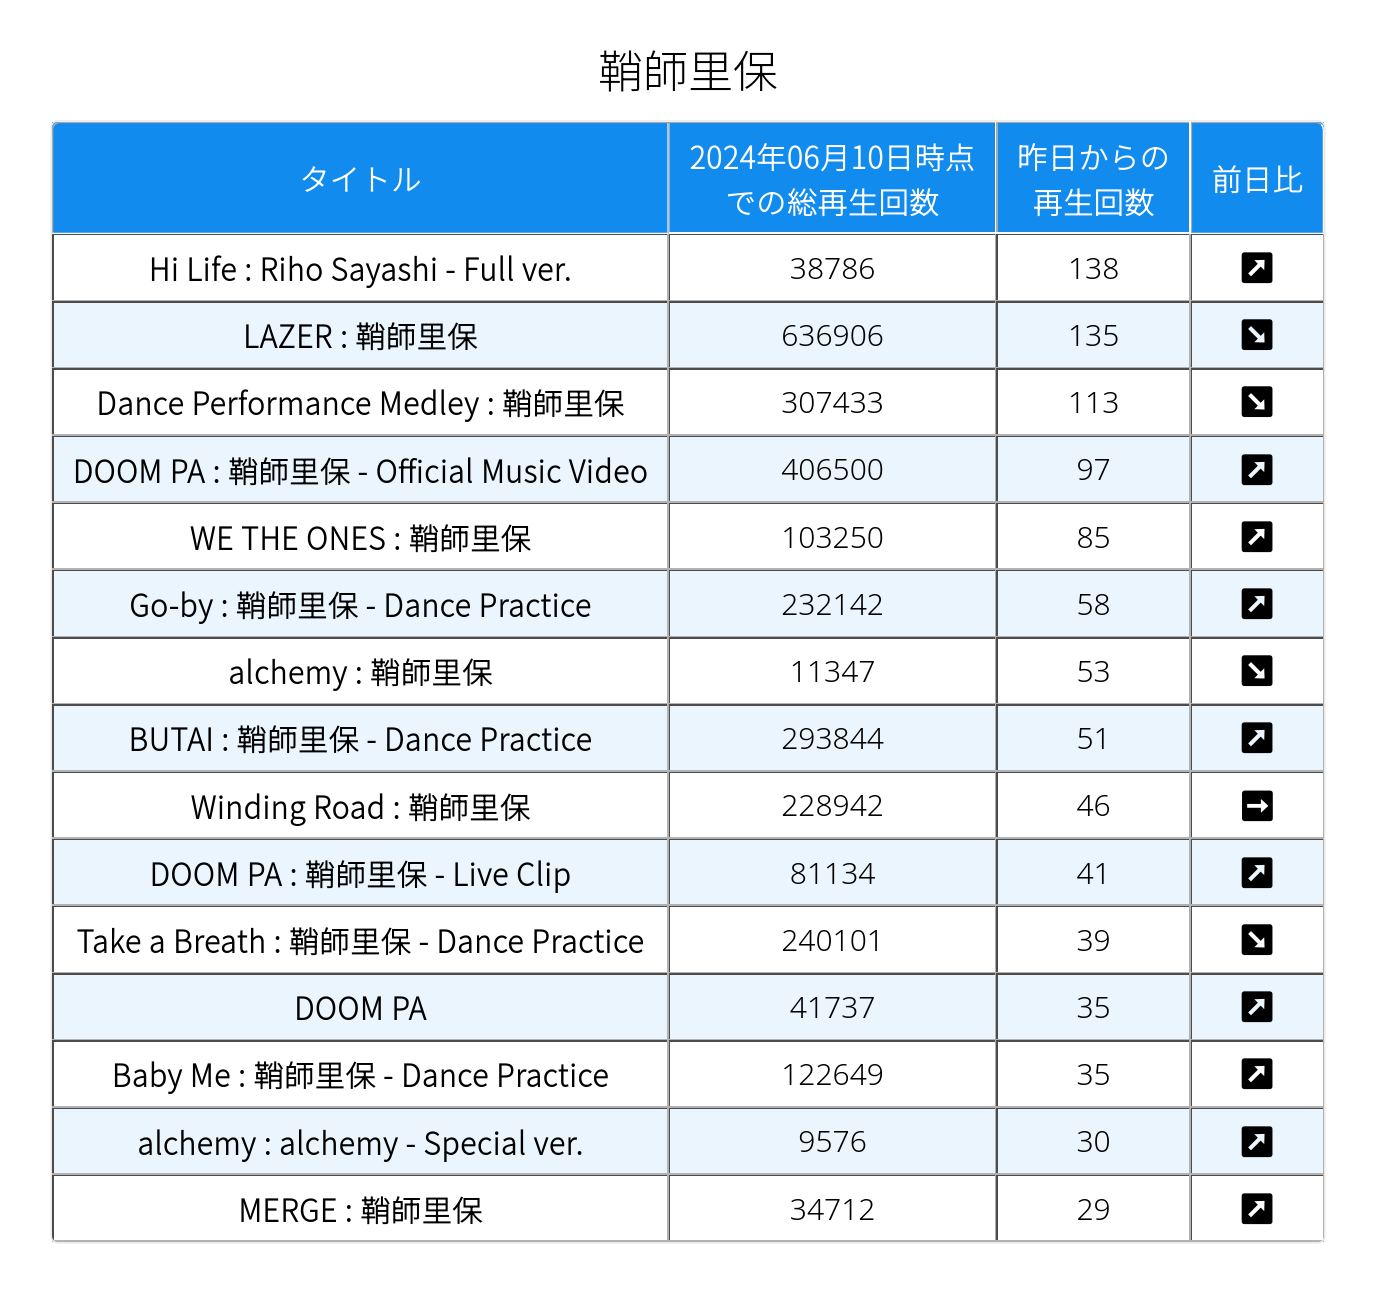 鞘師里保
タイトル 2024年06月10日時点での総再生回数 昨日からの再生回数 前日比
Hi Life : Riho Sayashi - Full ver. 38786 138 ↗
LAZER : 鞘師里保 636906 135 ↘
Dance Performance Medley : 鞘師里保 307433 113 ↘
DOOM PA : 鞘師里保 - Official Music Video 406500 97 ↗
WE THE ONES : 鞘師里保 103250 85 ↗
Go-by : 鞘師里保 - Dance Practice 232142 58 ↗
alchemy : 鞘師里保 11347 53 ↘
BUTAI : 鞘師里保 - Dance Practice 293844 51 ↗
Winding Road : 鞘師里保 228942 46 →
DOOM PA : 鞘師里保 - Live Clip 81134 41 ↗
Take a Breath : 鞘師里保 - Dance Practice 240101 39 ↘
DOOM PA 41737 35 ↗
Baby Me : 鞘師里保 - Dance Practice 122649 35 ↗
alchemy : alchemy - Special ver. 9576 30 ↗
MERGE : 鞘師里保 34712 29 ↗